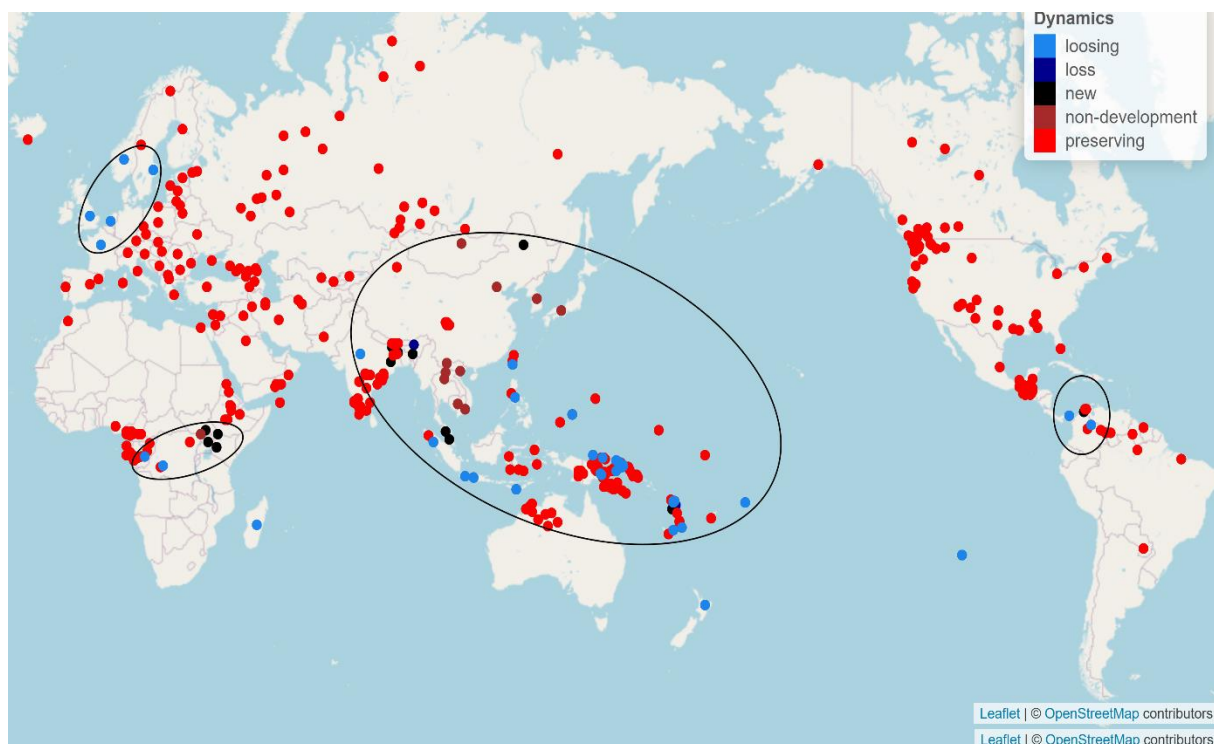 Dynamics
loosing
loss
new
non-development
preserving
Leaflet | © OpenStreetMap contributors
Leaflet | © OpenStreetMap contributors